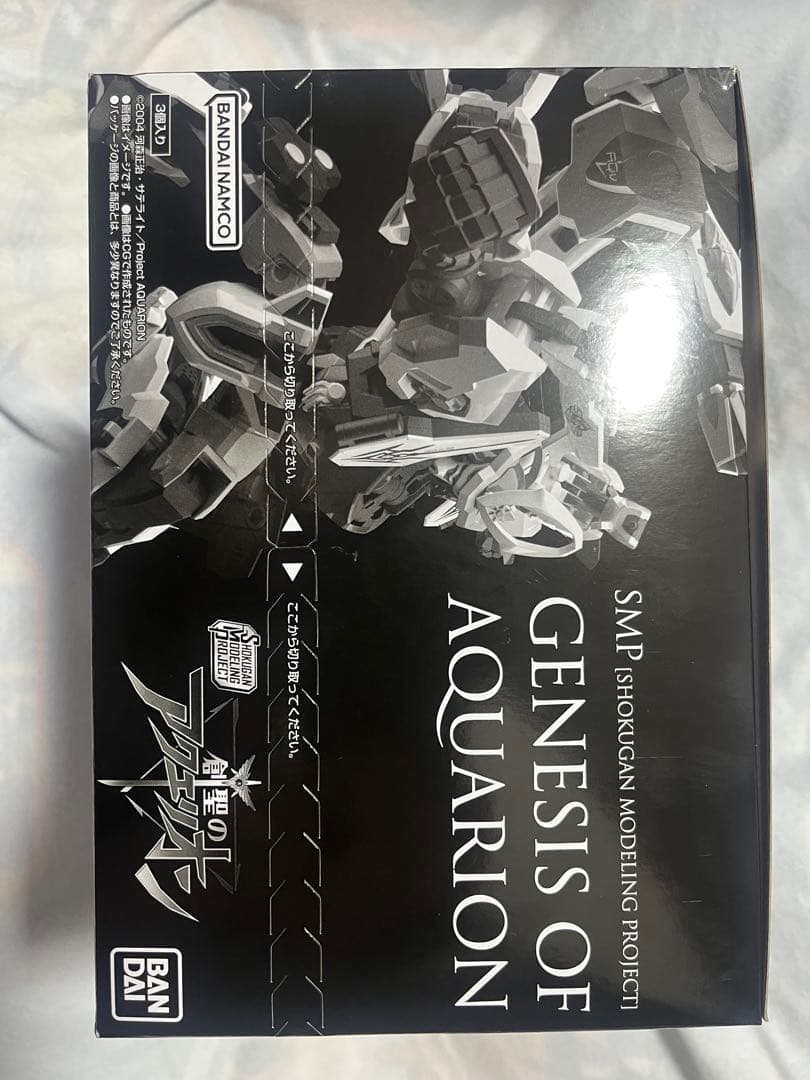 SMP [SHOKUGAN MODELING PROJECT]
GENESIS OF
AQUARION
ここから切り取ってください。
ここから切り取ってください。
BANDAI NAMCO
3個入り
©2004 河森正治・サテライト／Project AQUARION
●画像はイメージです。 ●画像はCGで作成されたものです。
●パッケージの画像と商品とは、多少異なりますのでご了承ください。
SHOKUGAN
MODELING
PROJECT
創聖の
アクエリオン
BAN
DAI
AQU